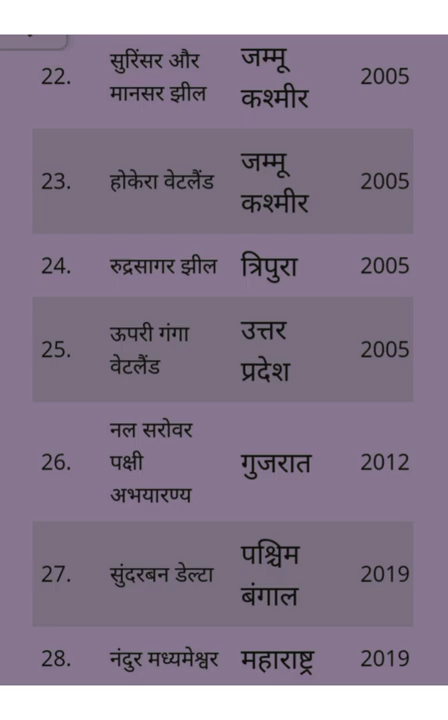 22. सुरिंसर और मानसर झील जम्मू कश्मीर 2005
23. होकेरा वेटलैंड जम्मू कश्मीर 2005
24. रुद्रसागर झील त्रिपुरा 2005
25. ऊपरी गंगा वेटलैंड उत्तर प्रदेश 2005
26. नल सरोवर पक्षी अभयारण्य गुजरात 2012
27. सुंदरबन डेल्टा पश्चिम बंगाल 2019
28. नंदुर मध्यमेश्वर महाराष्ट्र 2019